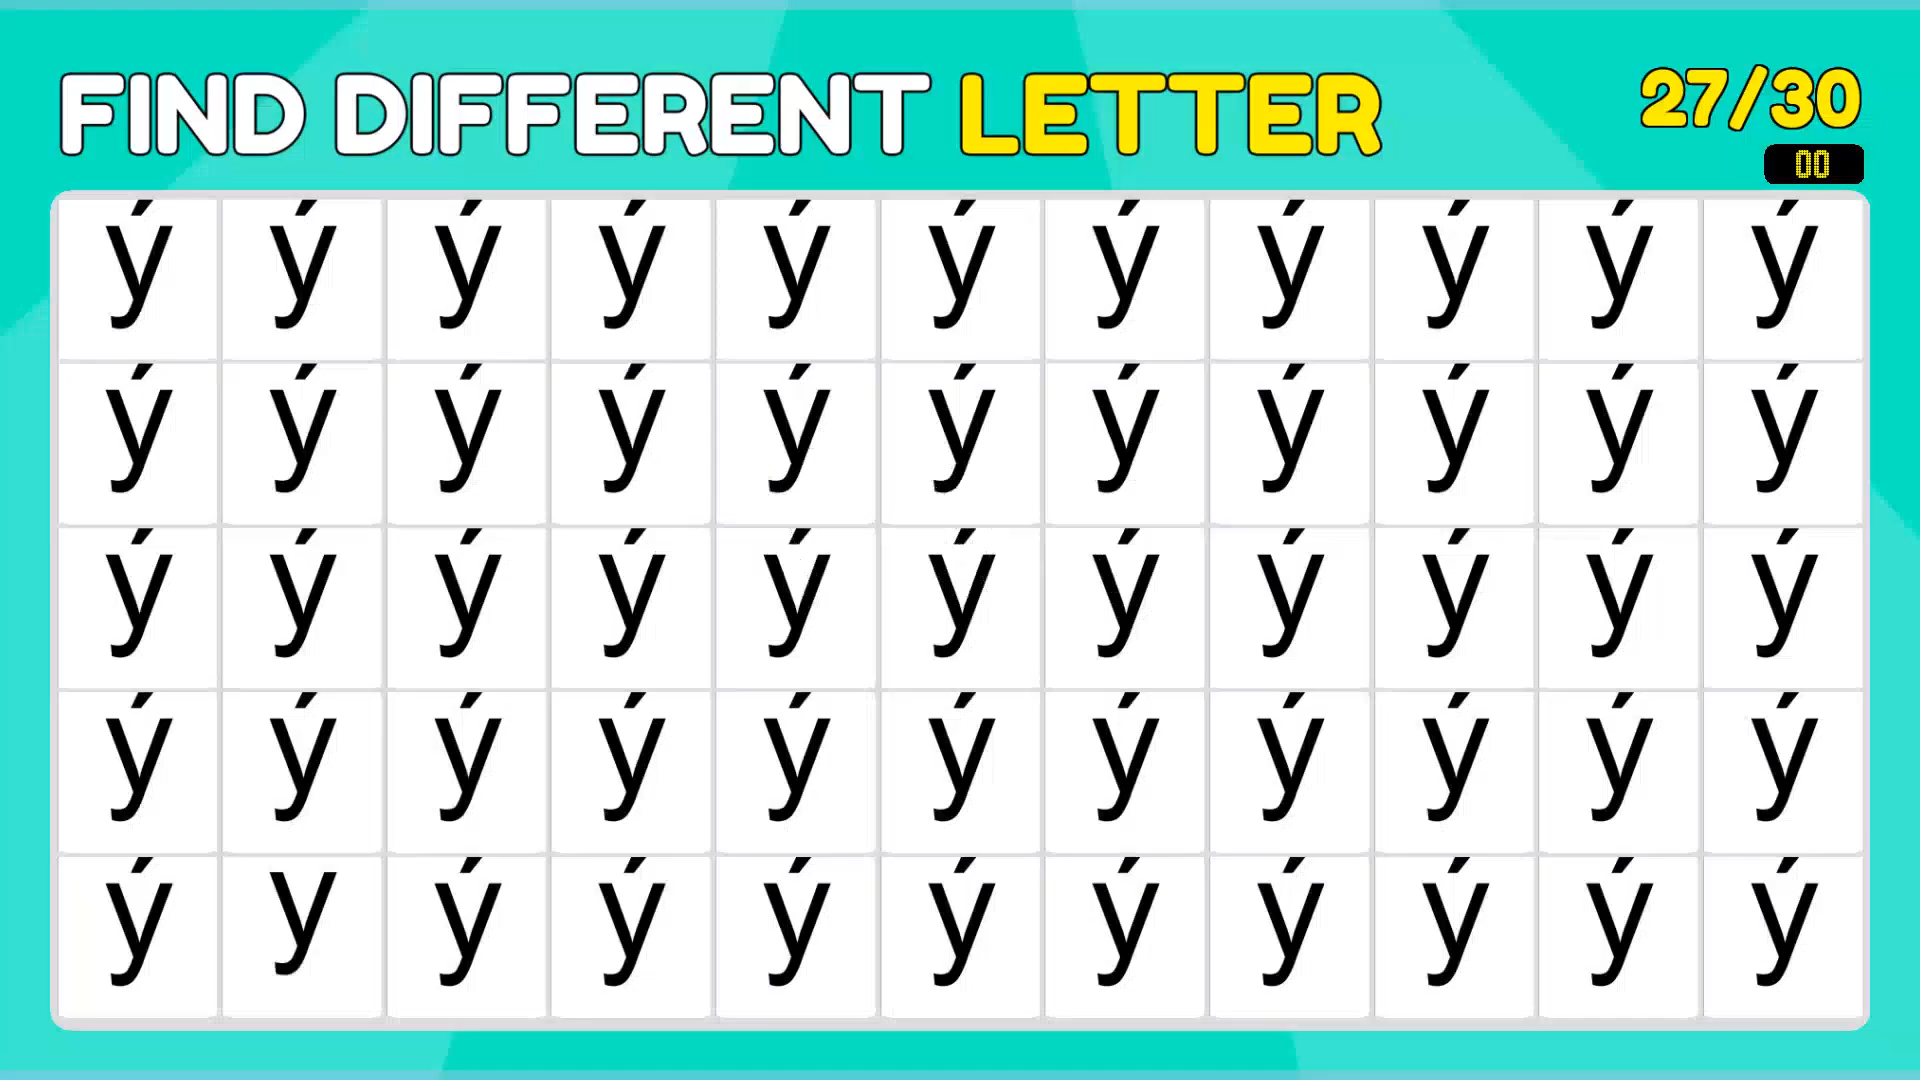 FIND DIFFERENT LETTER
27/30
00
ý ý ý ý ý ý ý ý ý ý ý
ý ý ý ý ý ý ý ý ý ý ý
ý ý ý ý ý ý ý ý ý ý ý
ý ý ý ý ý ý ý ý ý ý ý
ý y ý ý ý ý ý ý ý ý ý